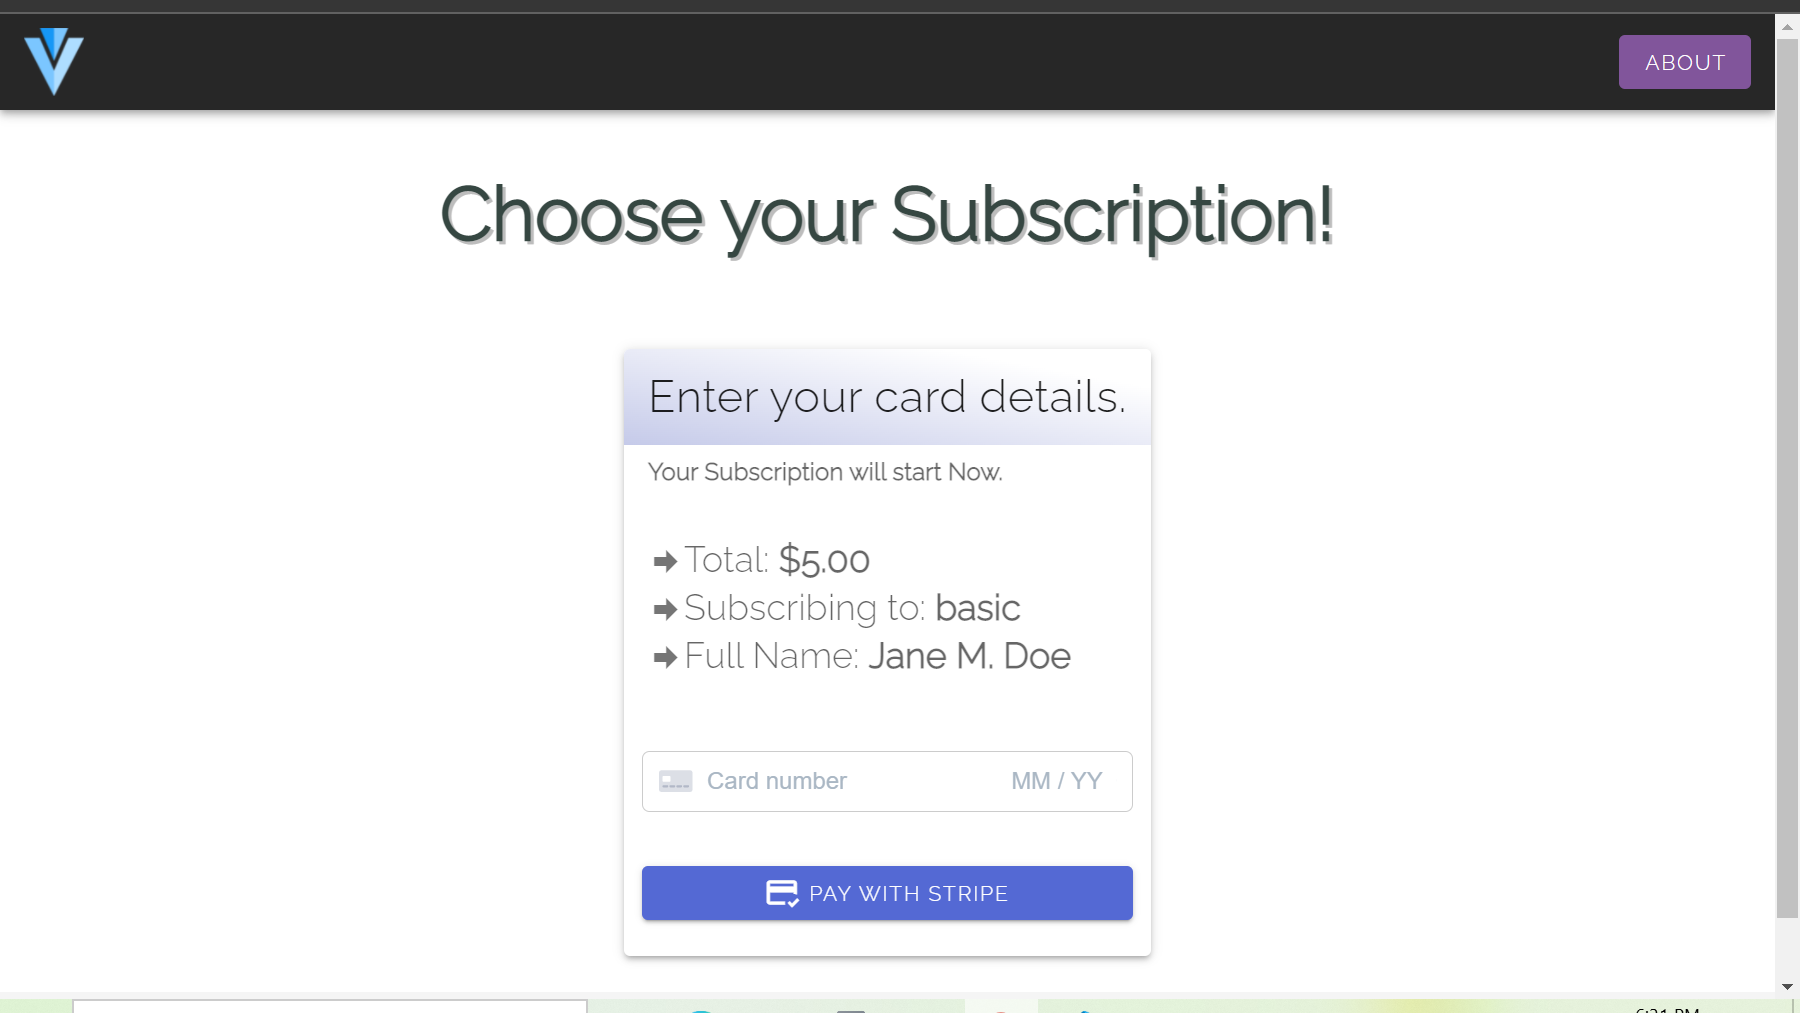 ABOUT
Choose your Subscription!
Enter your card details.
Your Subscription will start Now.
Total: $5.00
Subscribing to: basic
Full Name: Jane M. Doe
Card number MM / YY
PAY WITH STRIPE